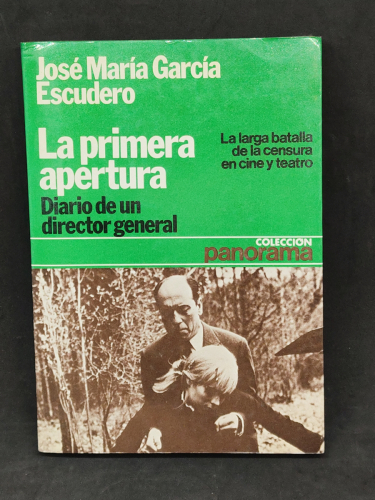 José María García
Escudero
La primera
apertura
Diario de un
director general
La larga batalla
de la censura
en cine y teatro
COLECCION
panorama